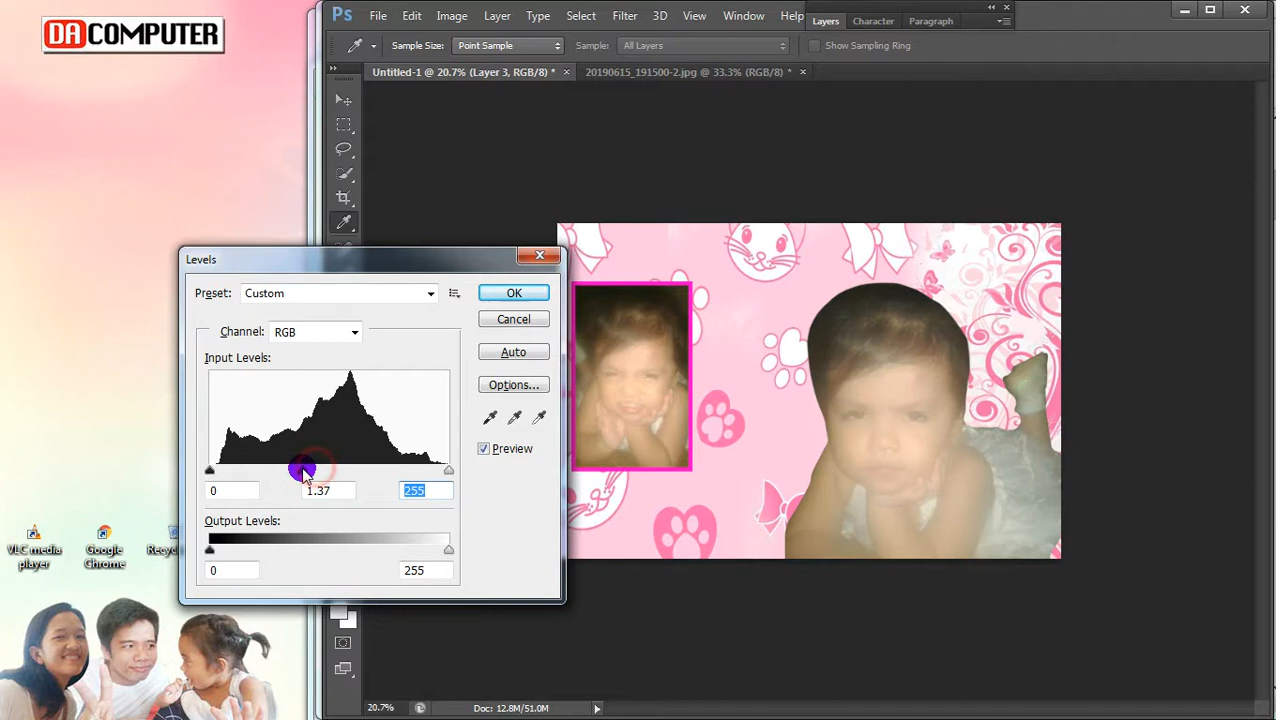 DA COMPUTER
Ps File Edit Image Layer Type Select Filter 3D View Window Help
Layers Character Paragraph
Sample Size: Point Sample Sample: All Layers Show Sampling Ring
Untitled-1 @ 20.7% (Layer 3, RGB/8) * × 20190615_191500-2.jpg @ 33.3% (RGB/8) * ×
Levels
Preset: Custom OK
Channel: RGB Cancel
Input Levels: Auto
Options...
Preview
0 1.37 255
Output Levels:
0 255
VLC media player
Google Chrome
Recyc
20.7% Doc: 12.8M/51.0M